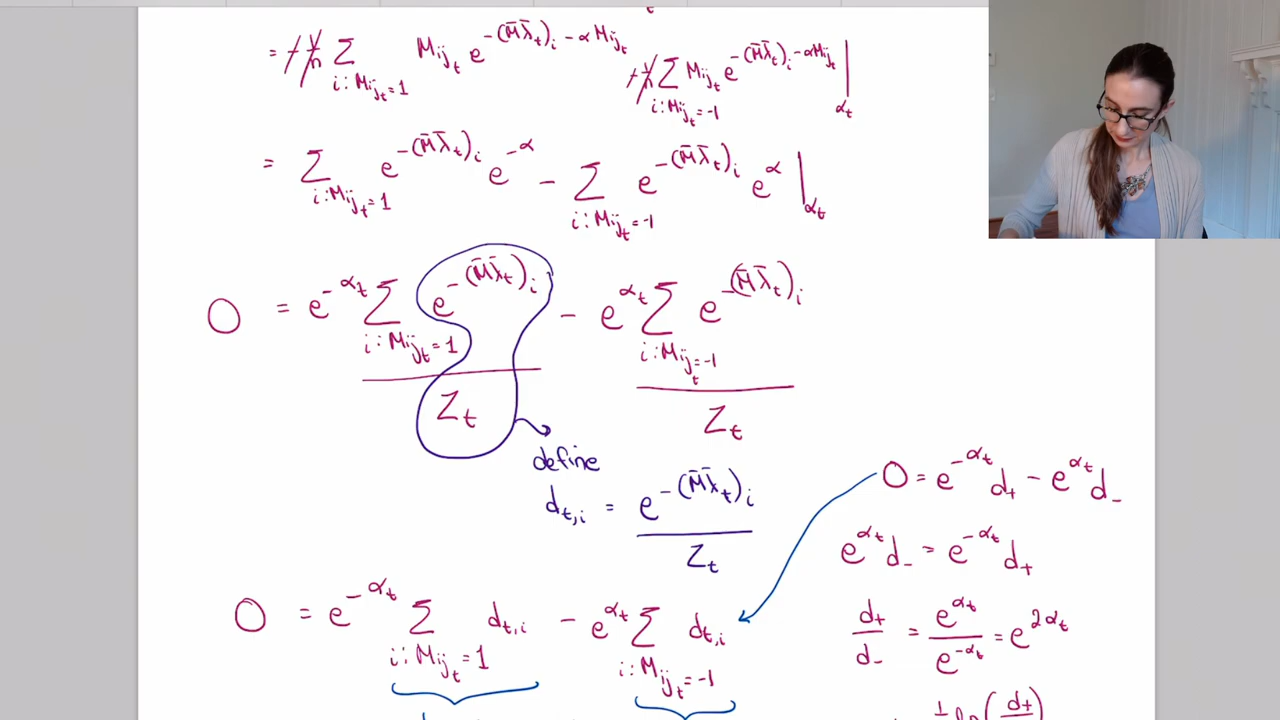 = -1/n Σ_{i:M_{ij_t}=1} M_{ij_t} e^{-(M̄λ̄_t)_i - αM_{ij_t}} -1/n Σ_{i:M_{ij_t}=-1} M_{ij_t} e^{-(M̄λ̄_t)_i - αM_{ij_t}} |_{α_t}
= Σ_{i:M_{ij_t}=1} e^{-(M̄λ̄_t)_i} e^{-α} - Σ_{i:M_{ij_t}=-1} e^{-(M̄λ̄_t)_i} e^{α} |_{α_t}
0 = e^{-α_t} Σ_{i:M_{ij_t}=1} e^{-(M̄λ̄_t)_i} / Z_t - e^{α_t} Σ_{i:M_{ij_t}=-1} e^{-(M̄λ̄_t)_i} / Z_t
define
d_{t,i} = e^{-(M̄λ̄_t)_i} / Z_t
0 = e^{-α_t} Σ_{i:M_{ij_t}=1} d_{t,i} - e^{α_t} Σ_{i:M_{ij_t}=-1} d_{t,i}
0 = e^{-α_t} d_+ - e^{α_t} d_-
e^{α_t} d_- = e^{-α_t} d_+
d_+ / d_- = e^{α_t} / e^{-α_t} = e^{2α_t}